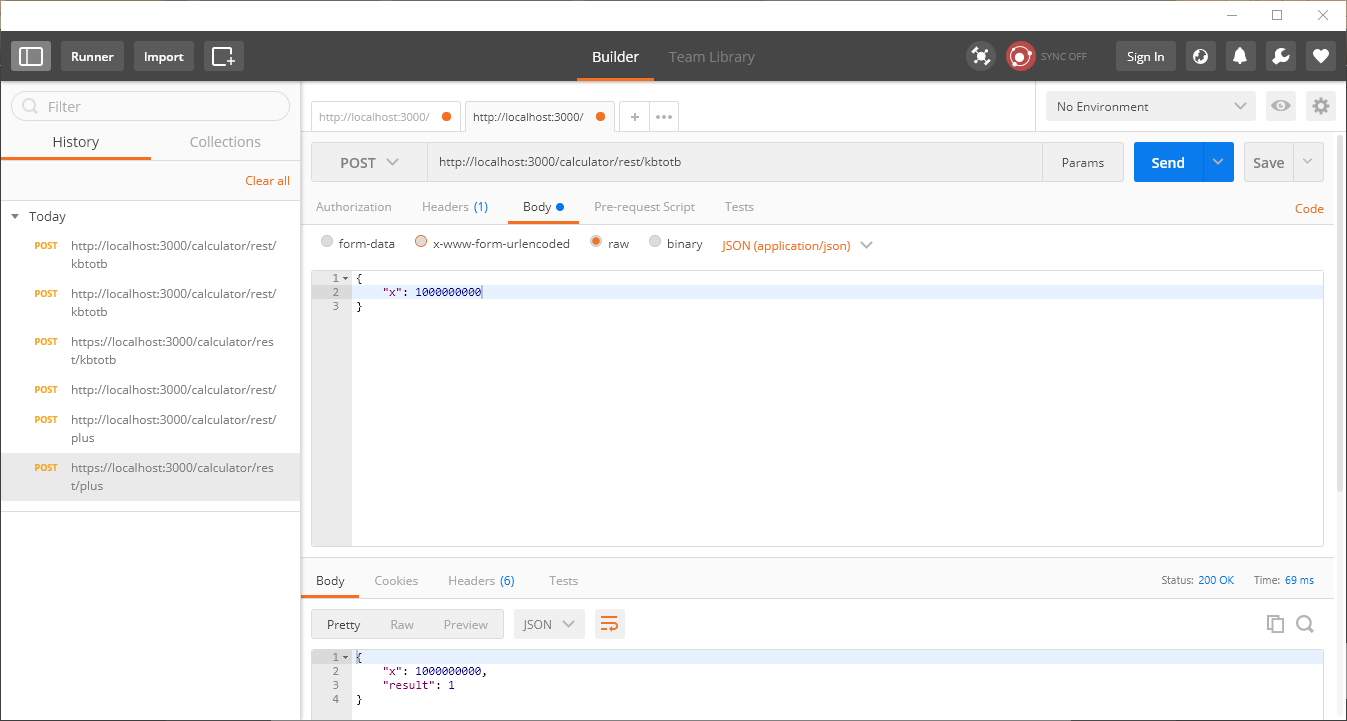 Runner
Import
Builder
Team Library
SYNC OFF
Sign In
Filter
History
Collections
Clear all
Today
POST http://localhost:3000/calculator/rest/
kbtotb
POST http://localhost:3000/calculator/rest/
kbtotb
POST https://localhost:3000/calculator/res
t/kbtotb
POST http://localhost:3000/calculator/rest/
POST http://localhost:3000/calculator/rest/
plus
POST https://localhost:3000/calculator/res
t/plus
http://localhost:3000/
http://localhost:3000/
No Environment
POST
http://localhost:3000/calculator/rest/kbtotb
Params
Send
Save
Authorization
Headers (1)
Body
Pre-request Script
Tests
Code
form-data
x-www-form-urlencoded
raw
binary
JSON (application/json)
1 {
2 "x": 1000000000
3 }
Body
Cookies
Headers (6)
Tests
Status: 200 OK
Time: 69 ms
Pretty
Raw
Preview
JSON
1 {
2 "x": 1000000000,
3 "result": 1
4 }